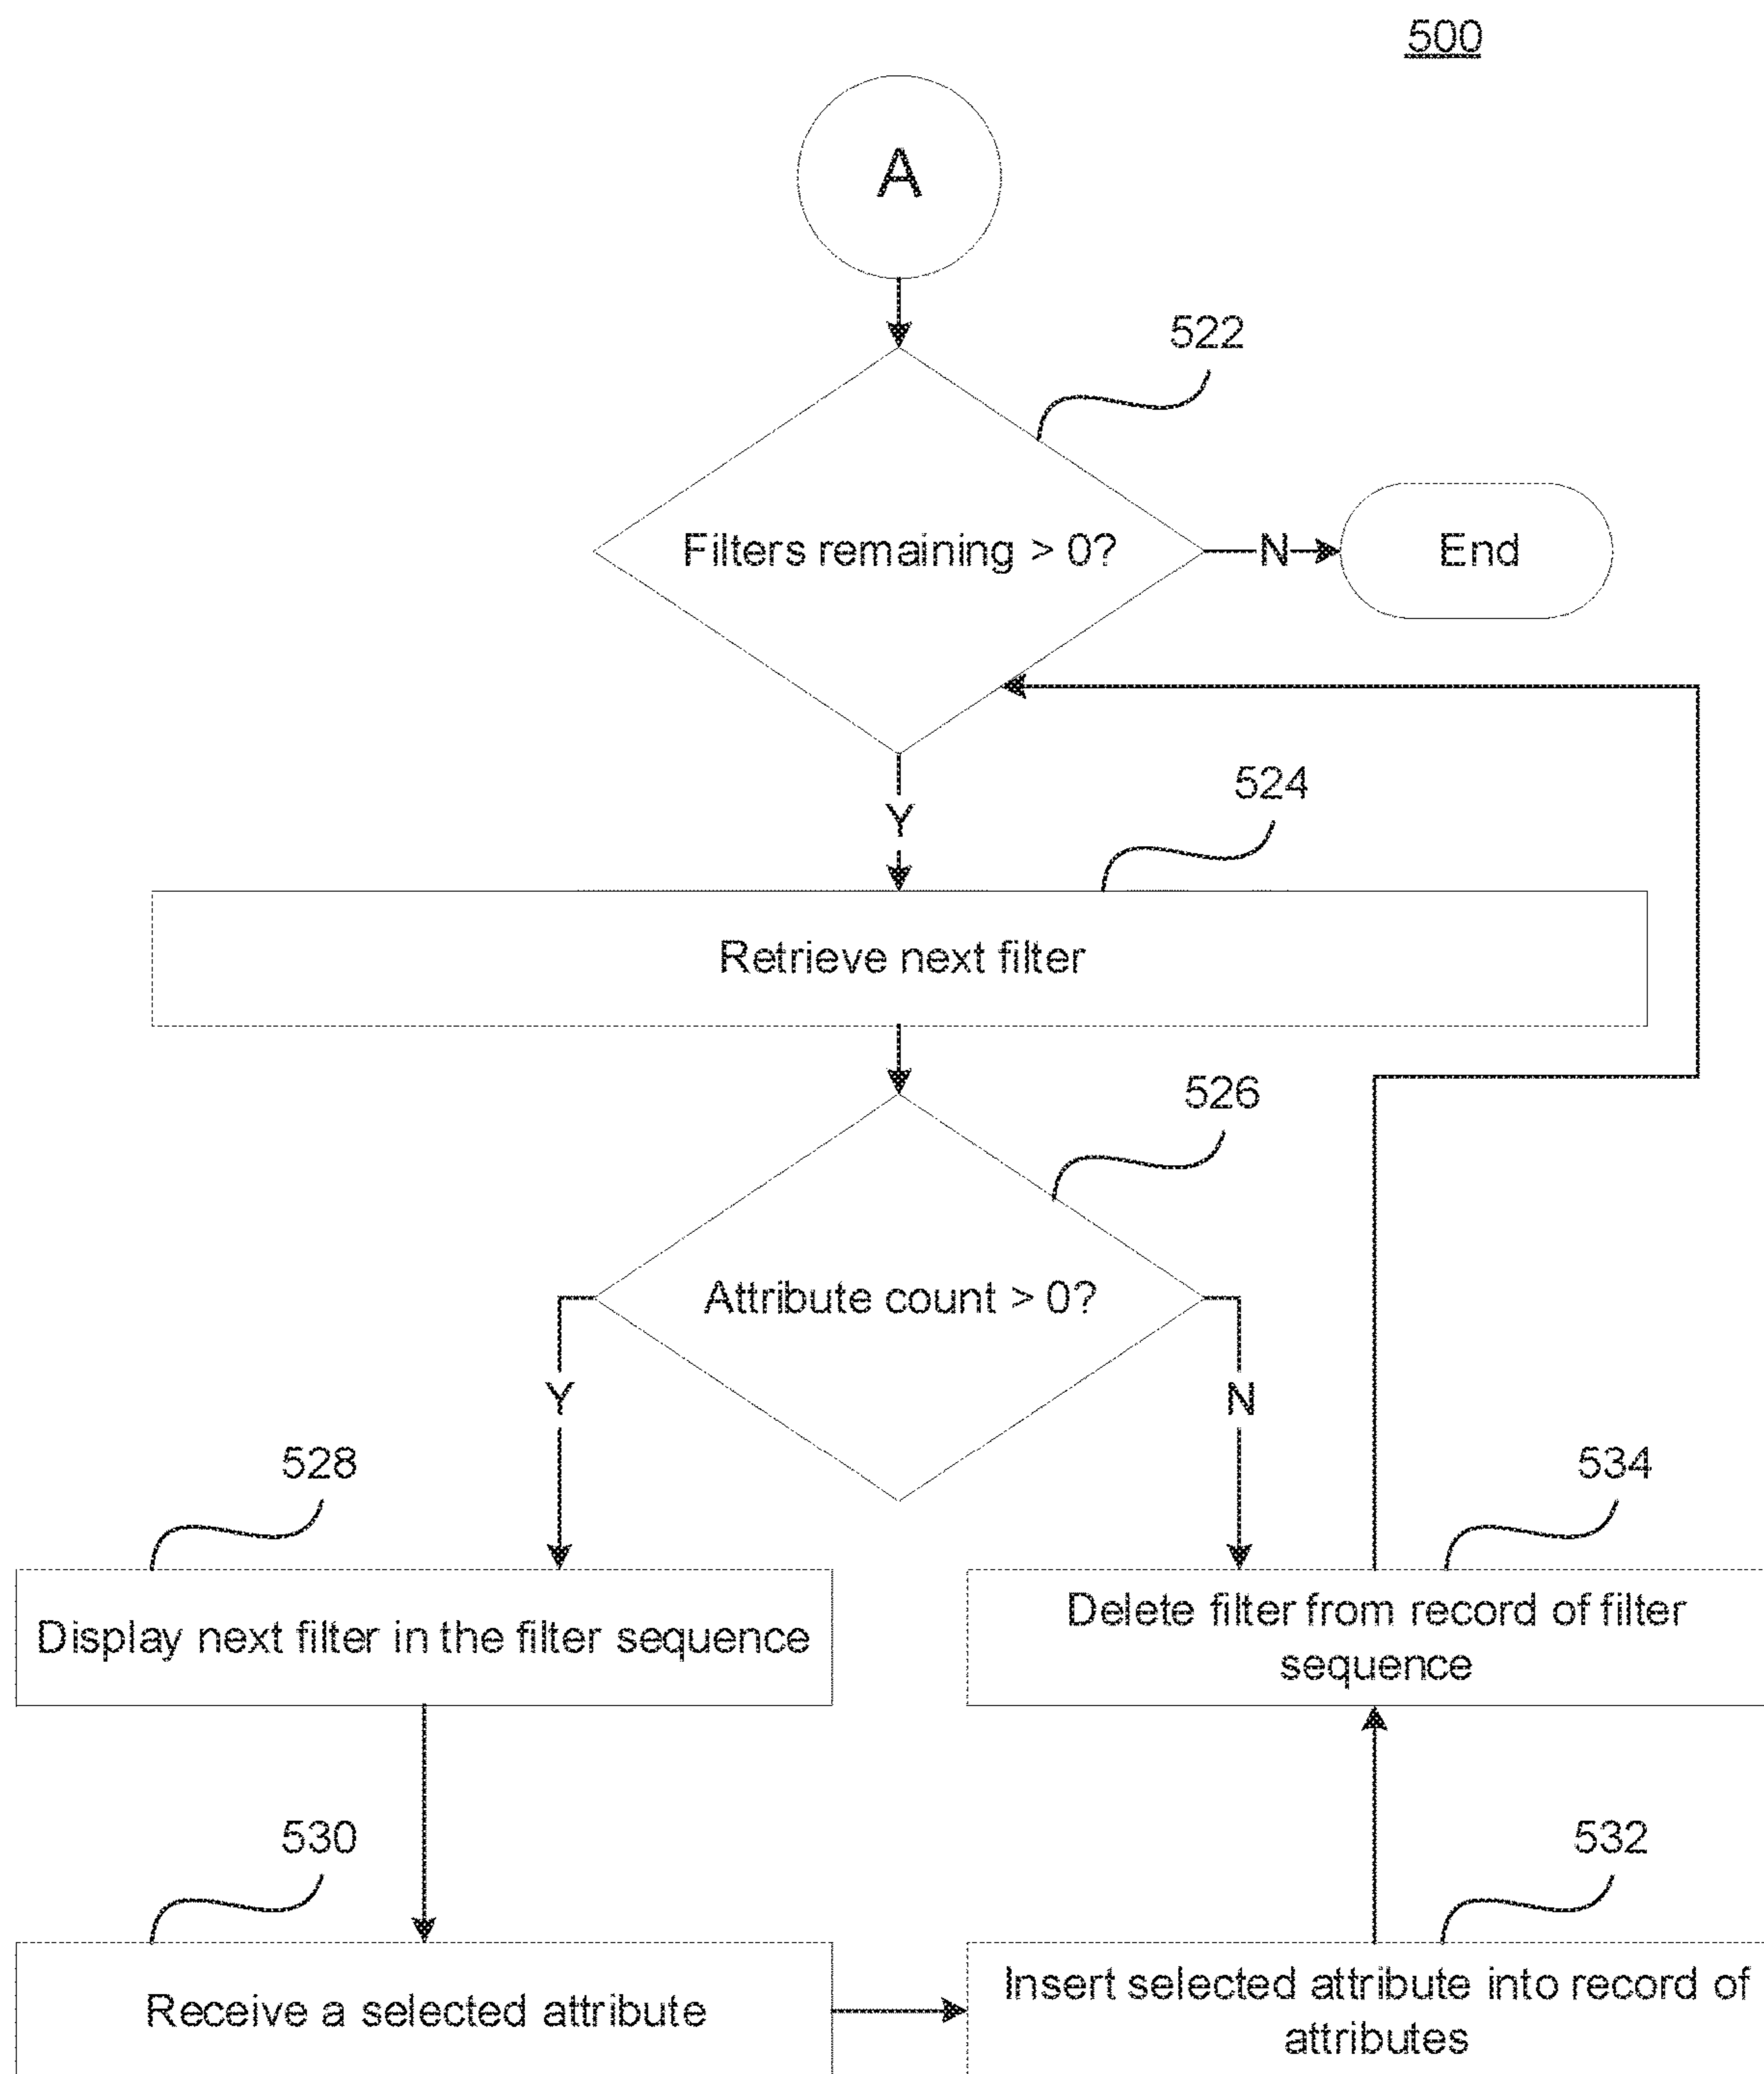 500
A
522
Filters remaining > 0?
N
End
Y
524
Retrieve next filter
526
Attribute count > 0?
Y
N
528
534
Display next filter in the filter sequence
Delete filter from record of filter
sequence
530
532
Receive a selected attribute
Insert selected attribute into record of
attributes